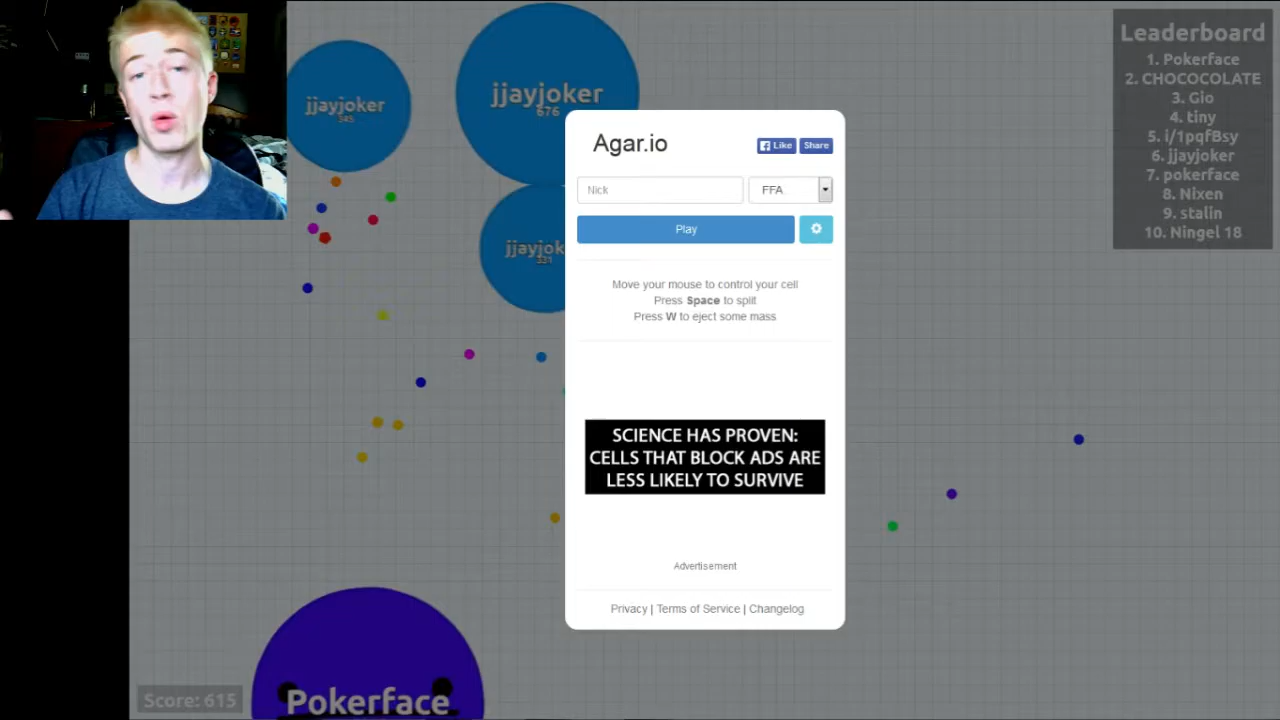 jjayjoker
345
jjayjoker
676
Leaderboard
1. Pokerface
2. CHOCOCOLATE
3. Gio
4. tiny
5. i/1pqfBsy
6. jjayjoker
7. pokerface
8. Nixen
9. stalin
10. Ningel 18
Agar.io
Like
Share
Nick
FFA
Play
jjayjok
331
Move your mouse to control your cell
Press Space to split
Press W to eject some mass
SCIENCE HAS PROVEN:
CELLS THAT BLOCK ADS ARE
LESS LIKELY TO SURVIVE
Advertisement
Privacy | Terms of Service | Changelog
Score: 615
Pokerface